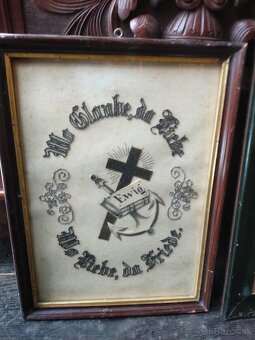 Wo Glaube, da Liebe
Ewig.
Wo Liebe, da Friede.